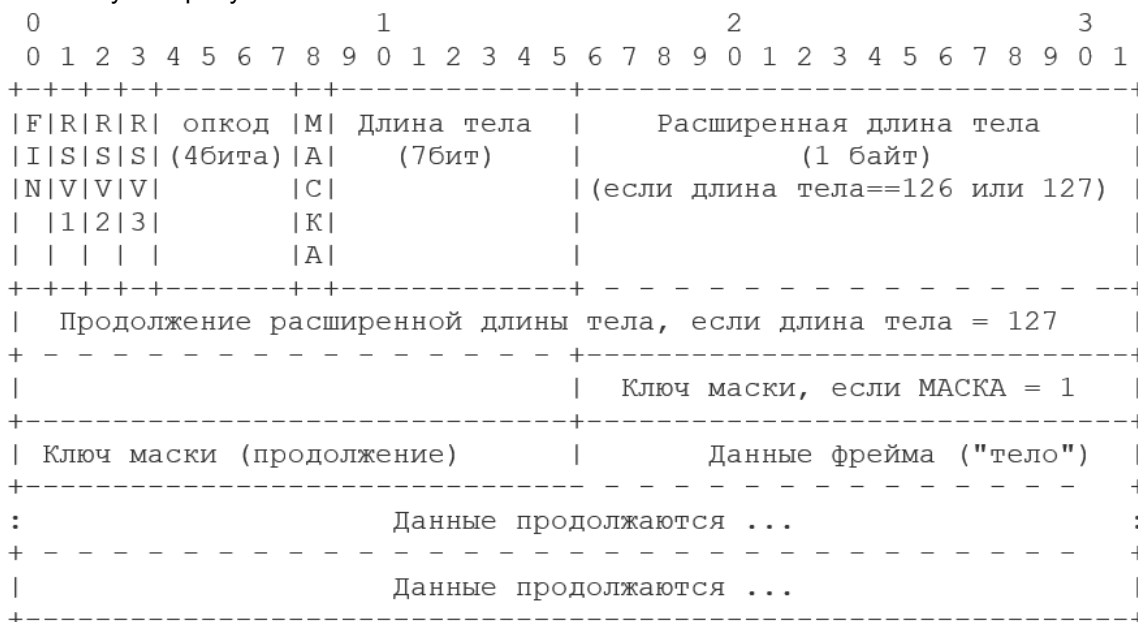 0                   1                   2                   3
 0 1 2 3 4 5 6 7 8 9 0 1 2 3 4 5 6 7 8 9 0 1 2 3 4 5 6 7 8 9 0 1
+-+-+-+-+-------+-+-------------+-------------------------------+
|F|R|R|R| опкод |М| Длина тела  |    Расширенная длина тела     |
|I|S|S|S|(4бита)|А|   (7бит)    |            (1 байт)           |
|N|V|V|V|       |С|             |(если длина тела==126 или 127) |
| |1|2|3|       |К|             |                               |
| | | | |       |А|             |                               |
+-+-+-+-+-------+-+-------------+ - - - - - - - - - - - - - - --+
|  Продолжение расширенной длины тела, если длина тела = 127    |
+ - - - - - - - - - - - - - - - +-------------------------------+
|                               |  Ключ маски, если МАСКА = 1   |
+-------------------------------+-------------------------------+
| Ключ маски (продолжение)      |       Данные фрейма ("тело")  |
+-------------------------------- - - - - - - - - - - - - - - - +
:                     Данные продолжаются ...                   :
+ - - - - - - - - - - - - - - - - - - - - - - - - - - - - - - - +
|                     Данные продолжаются ...                   |
+---------------------------------------------------------------+